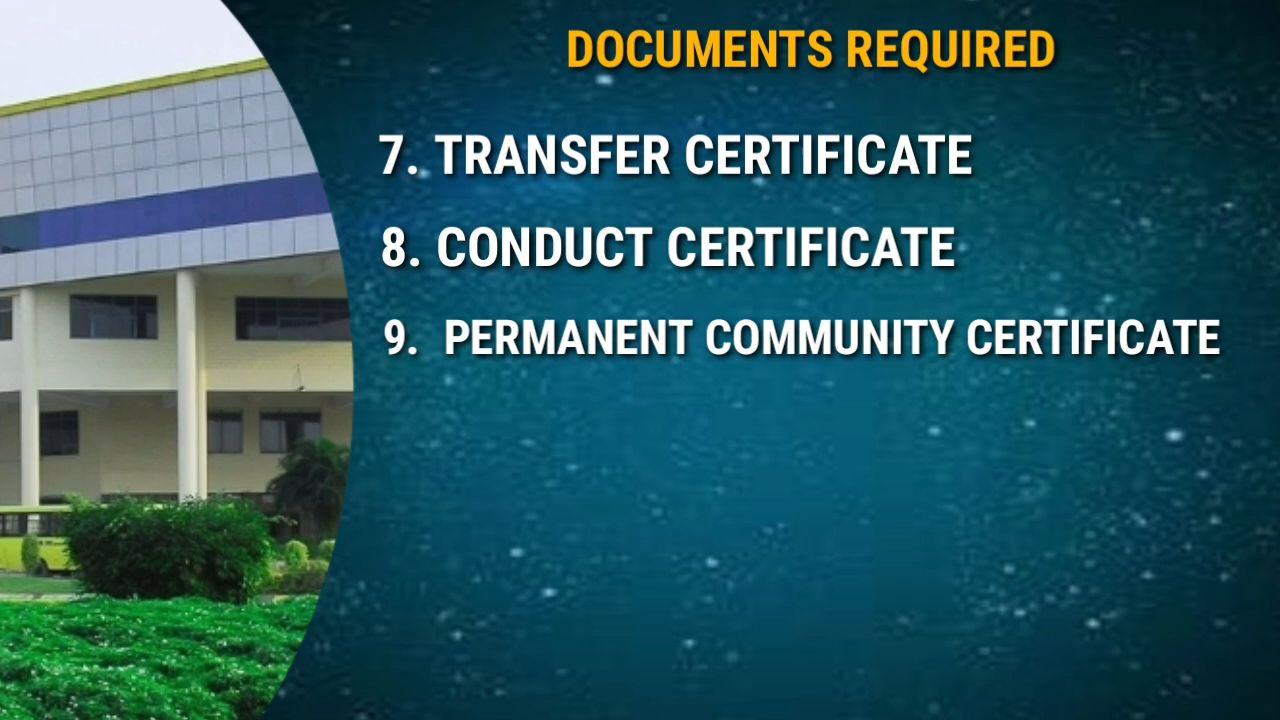 DOCUMENTS REQUIRED
7. TRANSFER CERTIFICATE
8. CONDUCT CERTIFICATE
9. PERMANENT COMMUNITY CERTIFICATE